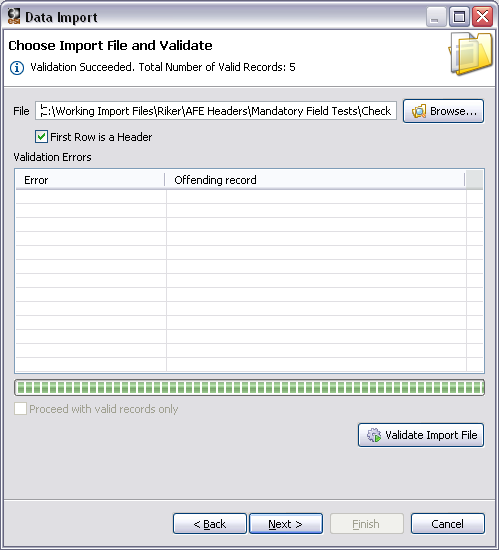 Data Import
Choose Import File and Validate
Validation Succeeded. Total Number of Valid Records: 5
File C:\Working Import Files\Riker\AFE Headers\Mandatory Field Tests\Check Browse...
First Row is a Header
Validation Errors
Error Offending record
Proceed with valid records only
Validate Import File
< Back Next > Finish Cancel